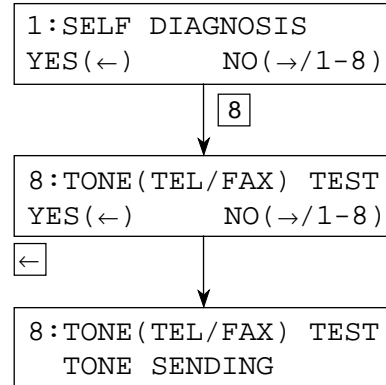 1:SELF DIAGNOSIS
YES(←) NO(→/1-8)
8
8:TONE(TEL/FAX) TEST
YES(←) NO(→/1-8)
←
8:TONE(TEL/FAX) TEST
TONE SENDING